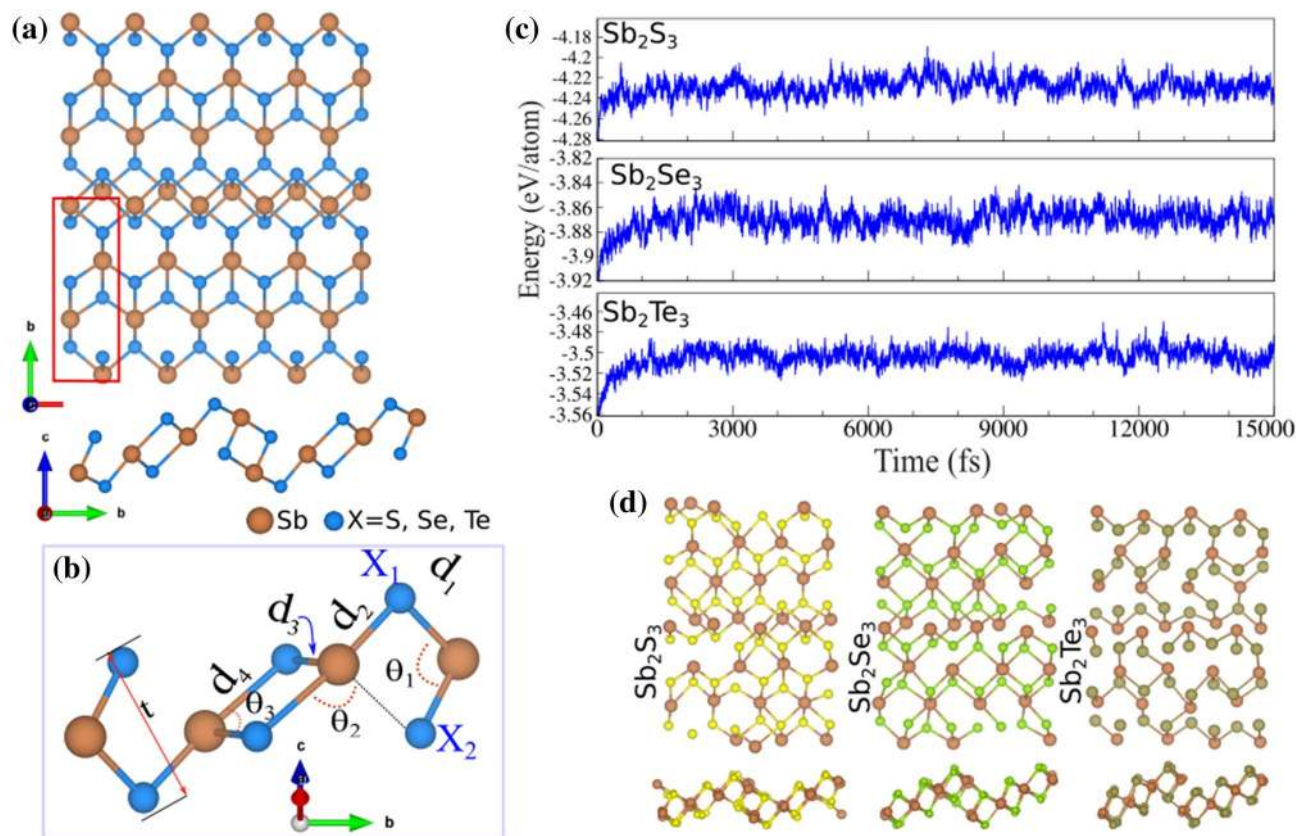 (a)
b
c
b
Sb X=S, Se, Te
(b)
X₁
d₁
d₂
d₃
d₄
θ₁
θ₂
θ₃
t
X₂
c
b
(c)
Energy (eV/atom)
Sb₂S₃
-4.18
-4.2
-4.22
-4.24
-4.26
-4.28
Sb₂Se₃
-3.82
-3.84
-3.86
-3.88
-3.9
-3.92
Sb₂Te₃
-3.46
-3.48
-3.5
-3.52
-3.56
0 3000 6000 9000 12000 15000
Time (fs)
(d)
Sb₂S₃
Sb₂Se₃
Sb₂Te₃